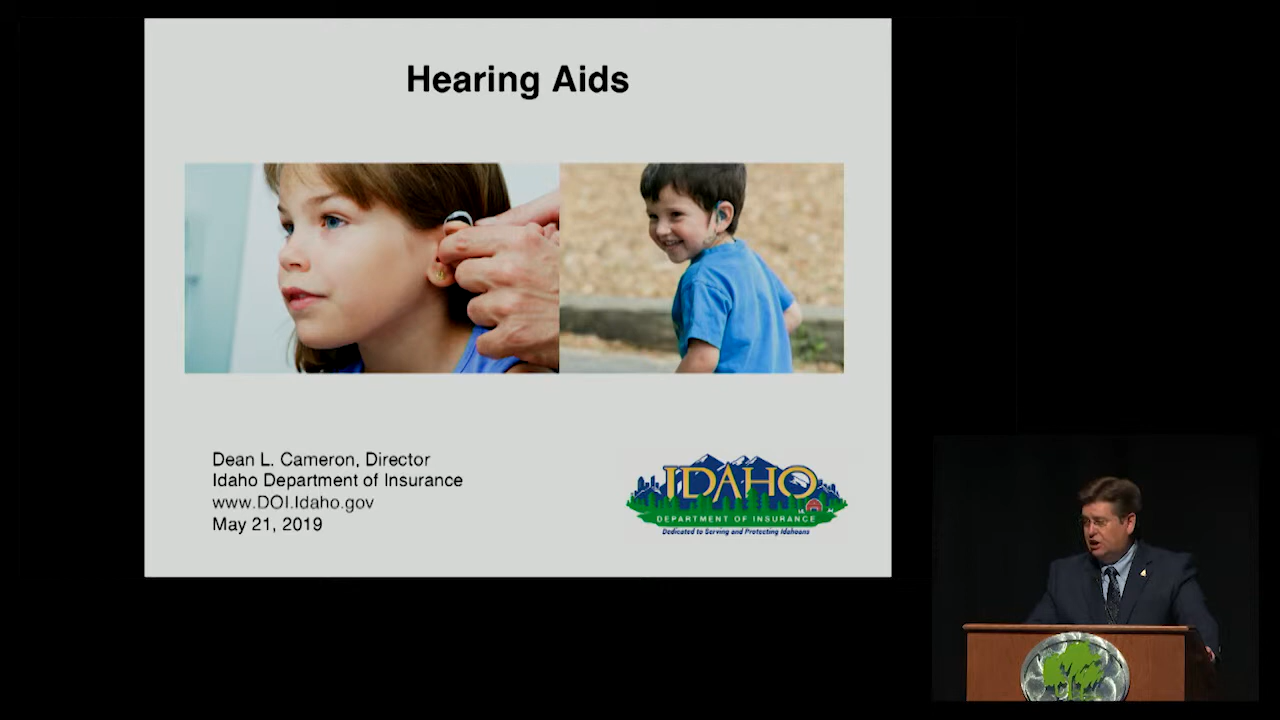 Hearing Aids
Dean L. Cameron, Director
Idaho Department of Insurance
www.DOI.Idaho.gov
May 21, 2019
IDAHO
DEPARTMENT OF INSURANCE
Dedicated to Serving and Protecting Idahoans